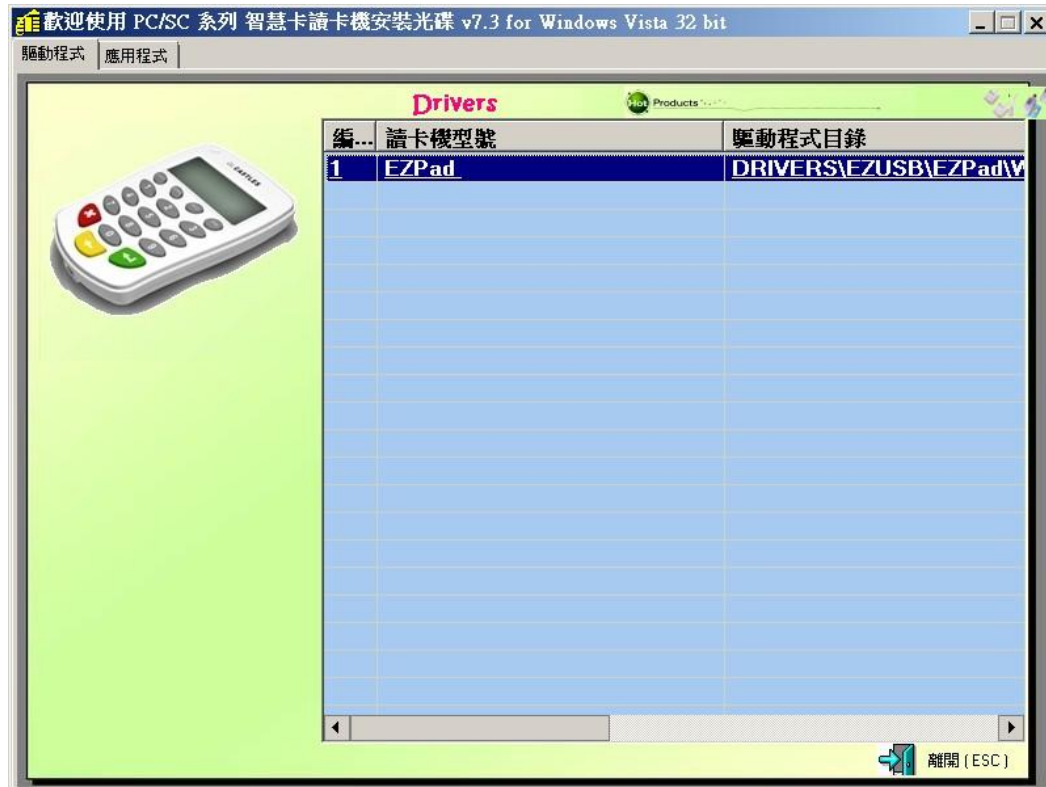 歡迎使用 PC/SC 系列 智慧卡讀卡機安裝光碟 v7.3 for Windows Vista 32 bit
驅動程式 應用程式
Drivers Hot Products
編... 讀卡機型號 驅動程式目錄
1 EZPad DRIVERS\EZUSB\EZPad\W
CASTLES
離開 (ESC)